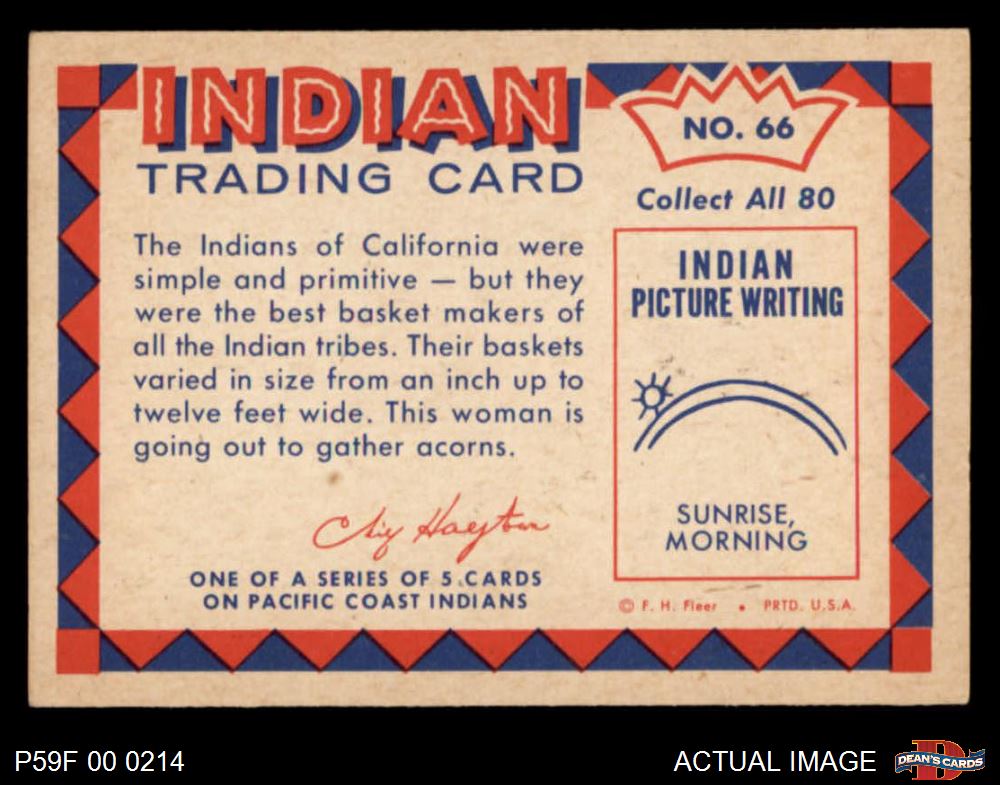 INDIAN
TRADING CARD
The Indians of California were
simple and primitive — but they
were the best basket makers of
all the Indian tribes. Their baskets
varied in size from an inch up to
twelve feet wide. This woman is
going out to gather acorns.
Chief Hayton
ONE OF A SERIES OF 5 CARDS
ON PACIFIC COAST INDIANS
NO. 66
Collect All 80
INDIAN
PICTURE WRITING
SUNRISE,
MORNING
© F. H. Fleer • PRTD. U.S.A.
P59F 00 0214
ACTUAL IMAGE
D
DEAN'S CARDS